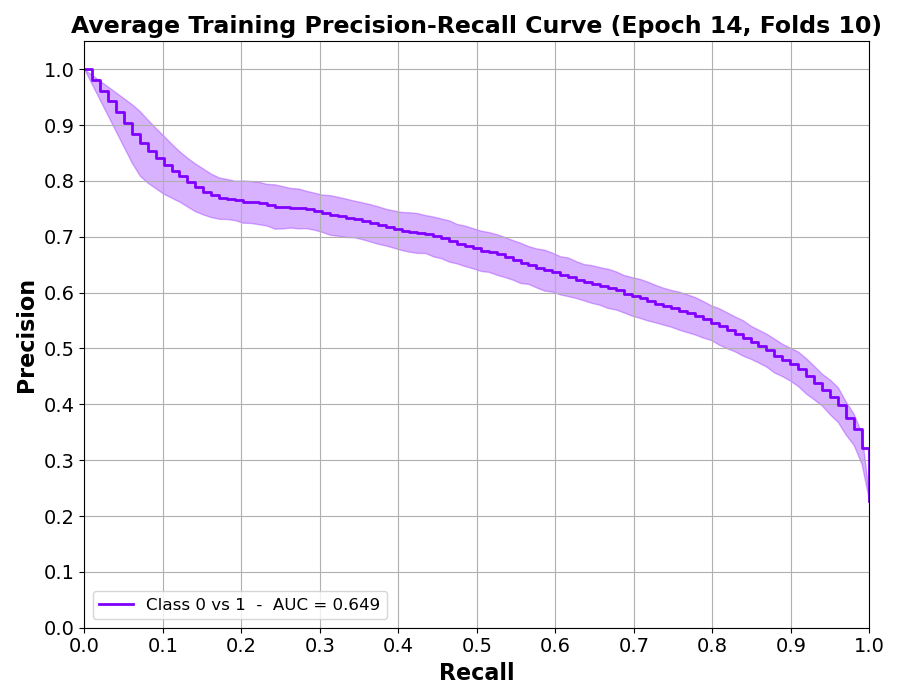 Average Training Precision-Recall Curve (Epoch 14, Folds 10)
Precision
1.0
0.9
0.8
0.7
0.6
0.5
0.4
0.3
0.2
0.1
0.0
Class 0 vs 1 - AUC = 0.649
0.0 0.1 0.2 0.3 0.4 0.5 0.6 0.7 0.8 0.9 1.0
Recall